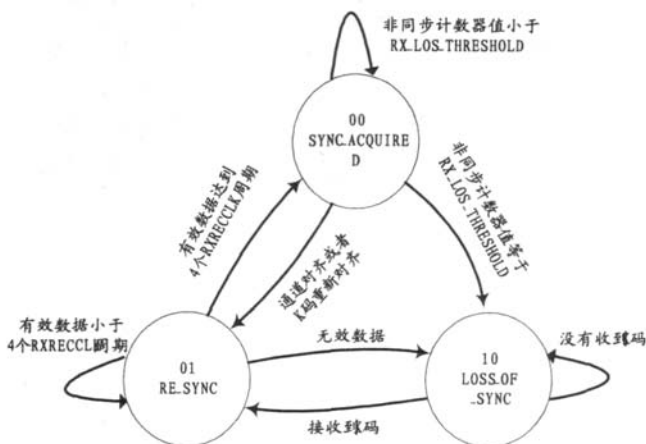 非同步计数器值小于
RX_LOS_THRESHOLD
00
SYNC_ACQUIRE
D
有效数据达到
4个RXRECCLK周期
通道对齐或者
K码重新对齐
非同步计数器值等于
RX_LOS_THRESHOLD
有效数据小于
4个RXRECCL周期
01
RE_SYNC
无效数据
10
LOSS_OF
_SYNC
没有收到码
接收到码